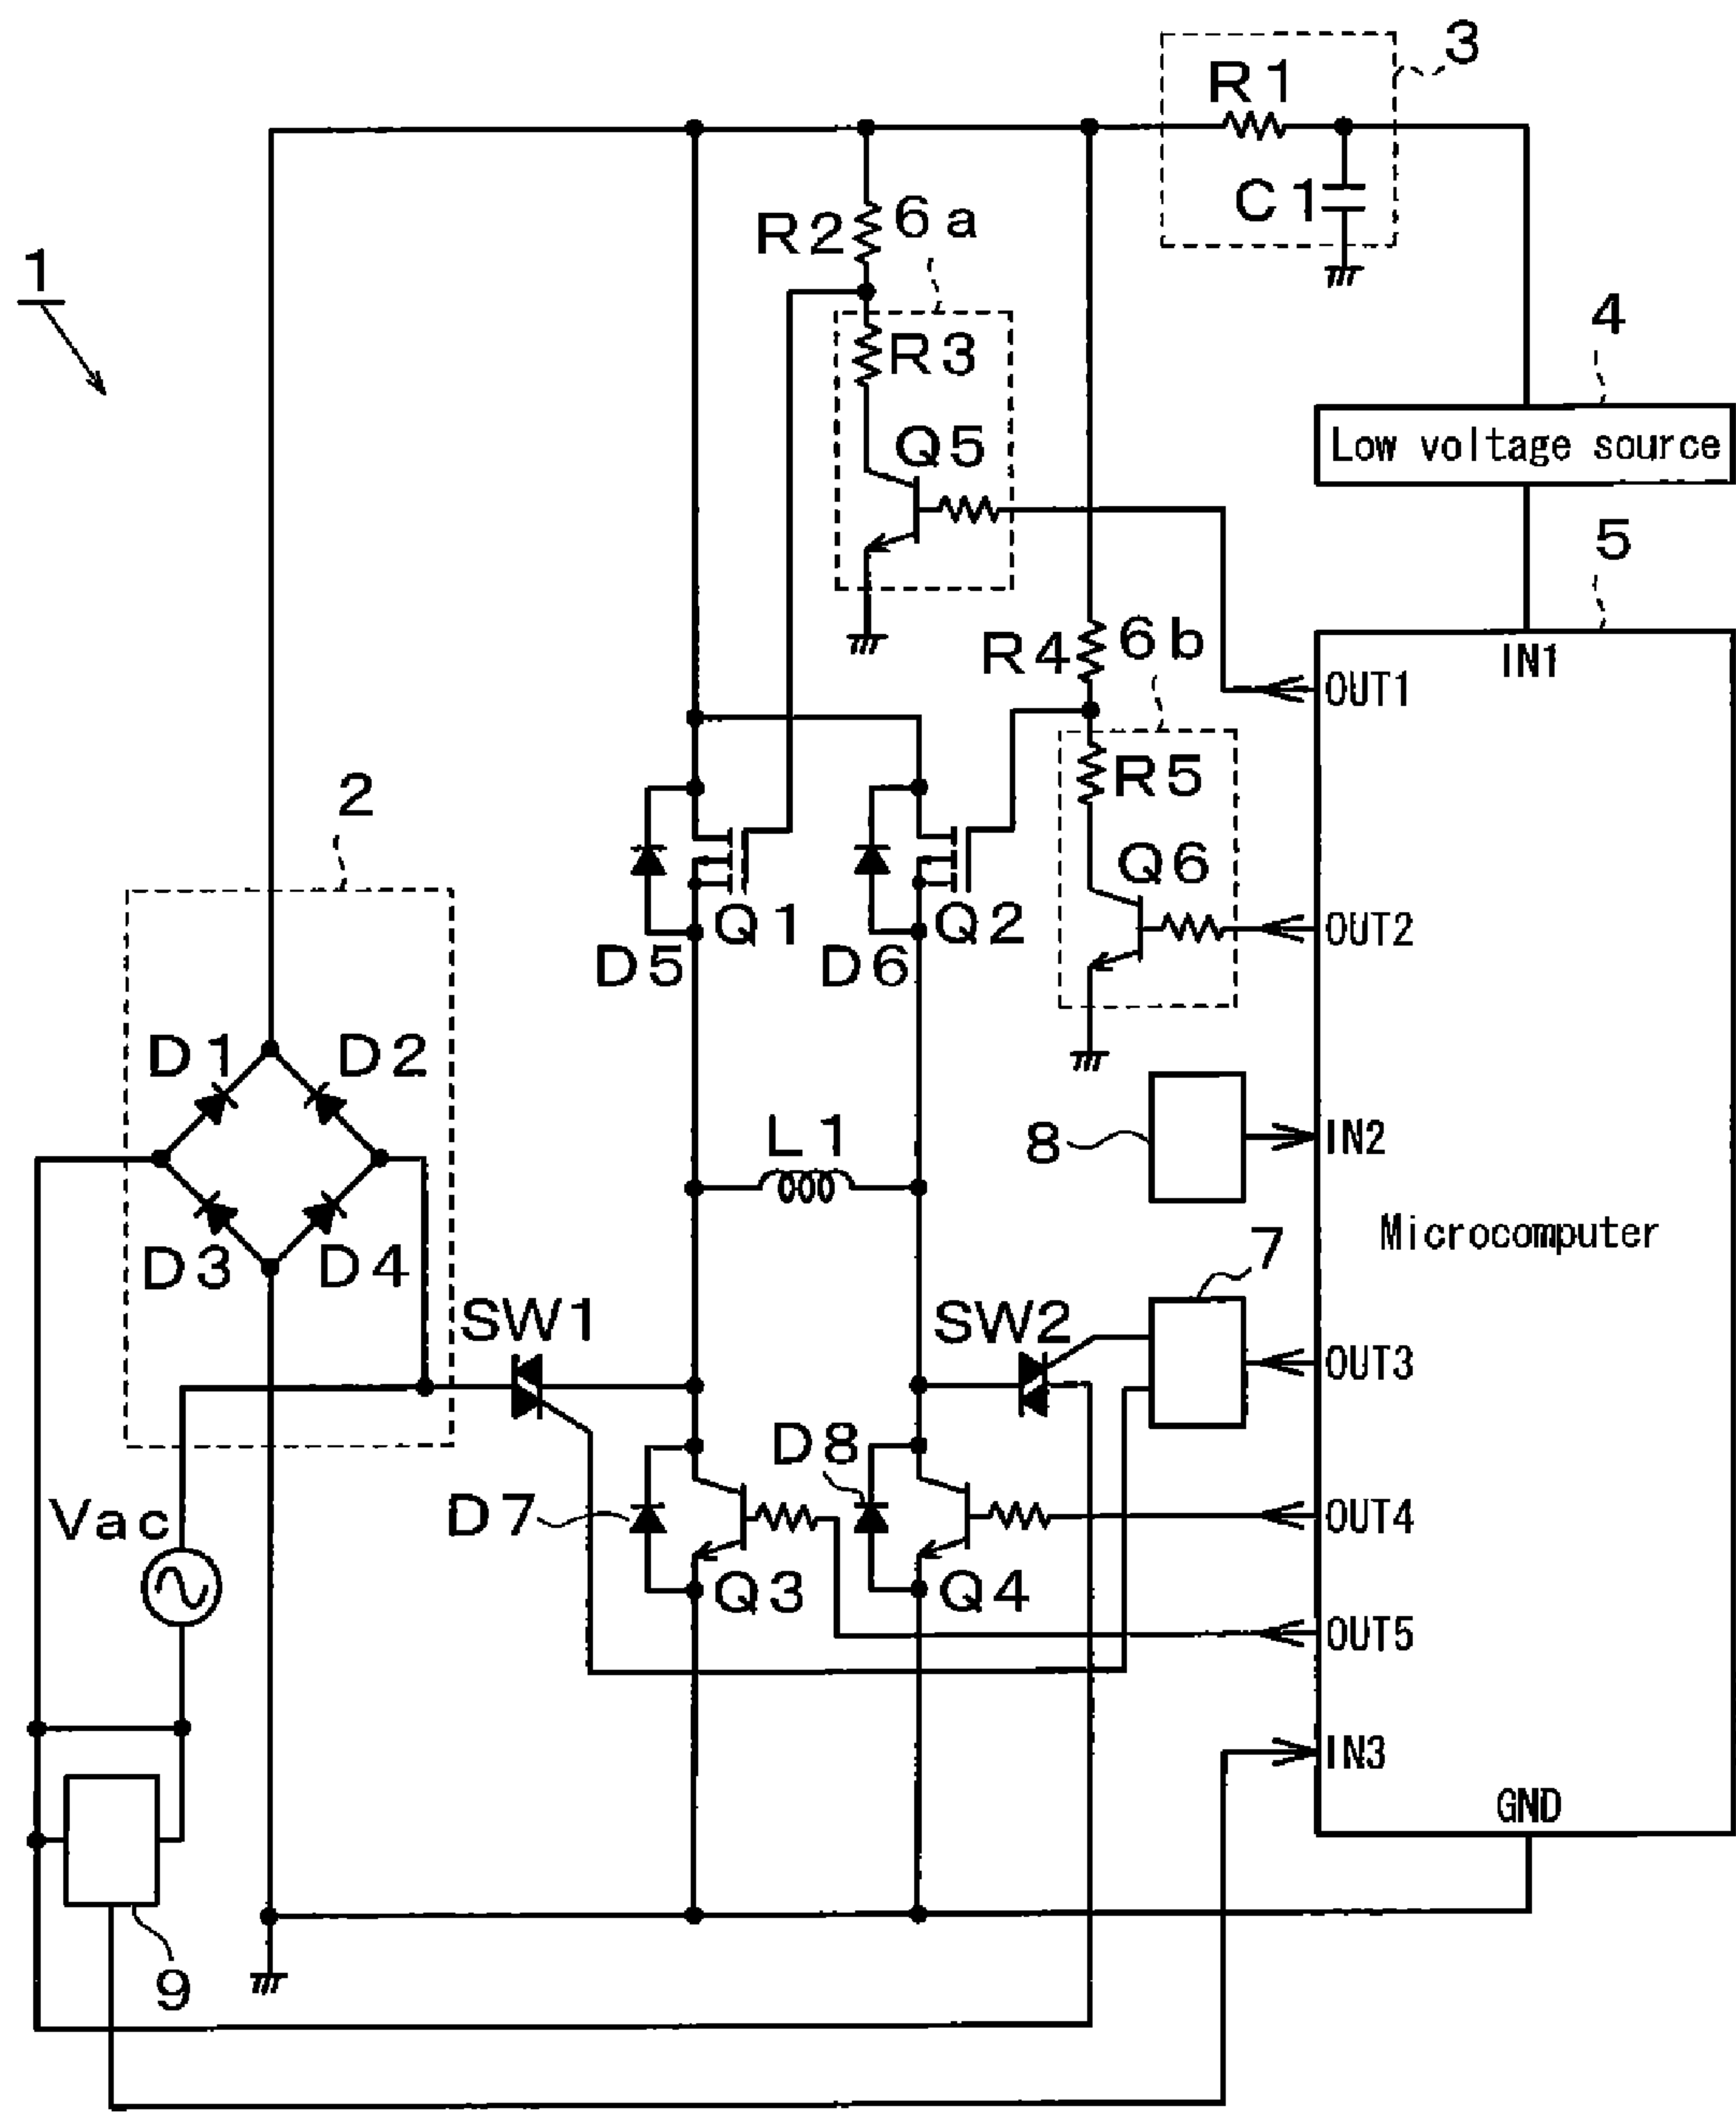 3
R1
C1
R2
6a
1
R3
4
Low voltage source
Q5
5
R4
6b
IN1
OUT1
R5
2
Q6
Q1
Q2
OUT2
D5
D6
D1
D2
L1
8
IN2
Microcomputer
D3
D4
7
SW1
SW2
OUT3
D8
D7
OUT4
Vac
Q3
Q4
OUT5
IN3
GND
9